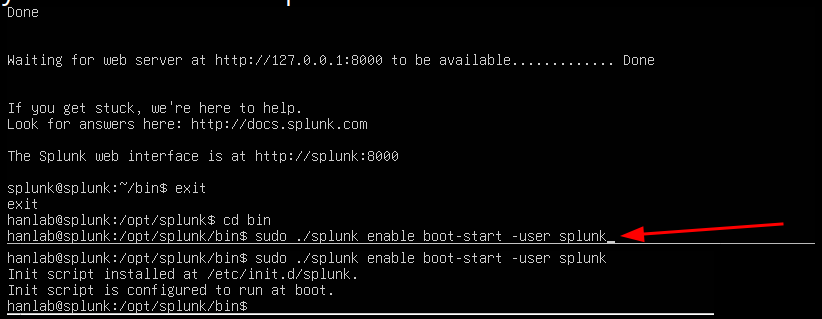 Done
Waiting for web server at http://127.0.0.1:8000 to be available............. Done
If you get stuck, we're here to help.
Look for answers here: http://docs.splunk.com
The Splunk web interface is at http://splunk:8000
splunk@splunk:~/bin$ exit
exit
hanlab@splunk:/opt/splunk$ cd bin
hanlab@splunk:/opt/splunk/bin$ sudo ./splunk enable boot-start -user splunk_
hanlab@splunk:/opt/splunk/bin$ sudo ./splunk enable boot-start -user splunk
Init script installed at /etc/init.d/splunk.
Init script is configured to run at boot.
hanlab@splunk:/opt/splunk/bin$